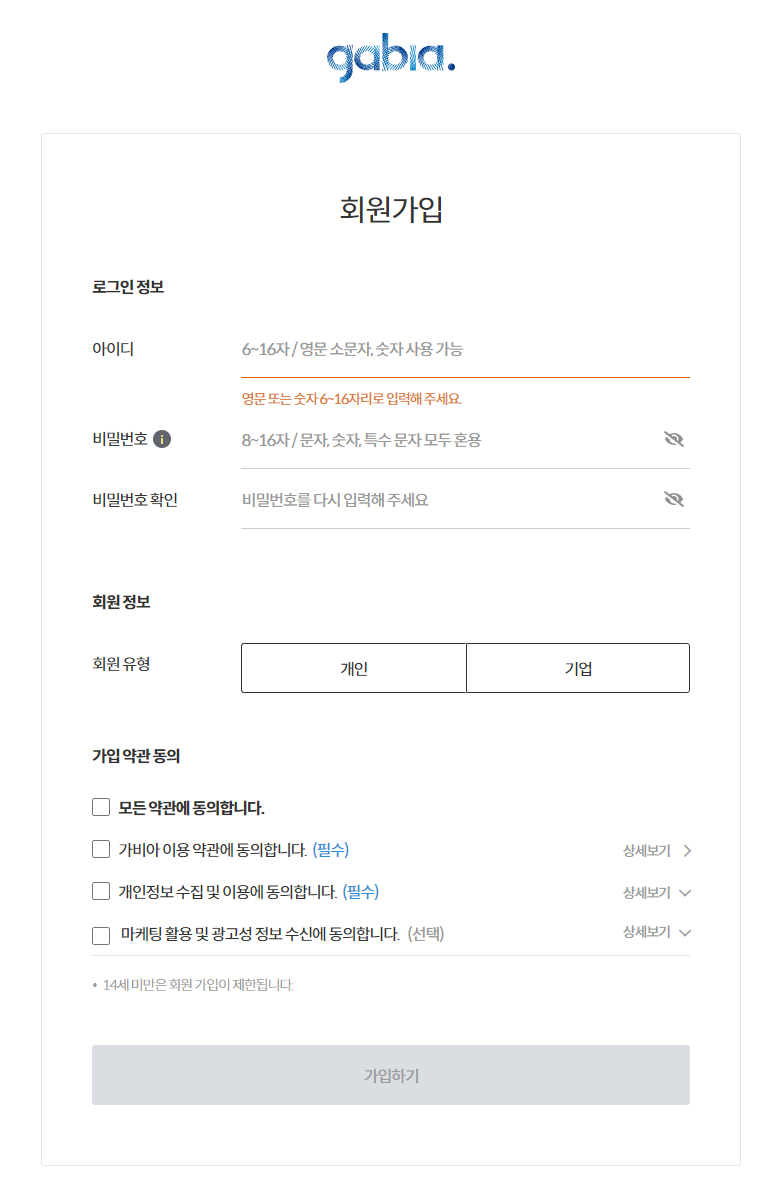 gabia.
회원가입
로그인 정보
아이디
6~16자 / 영문 소문자, 숫자 사용 가능
영문 또는 숫자 6~16자리로 입력해 주세요.
비밀번호 i
8~16자 / 문자, 숫자, 특수 문자 모두 혼용
비밀번호 확인
비밀번호를 다시 입력해 주세요
회원 정보
회원 유형
개인
기업
가입 약관 동의
모든 약관에 동의합니다.
가비아 이용 약관에 동의합니다. (필수) 상세보기
개인정보 수집 및 이용에 동의합니다. (필수) 상세보기
마케팅 활용 및 광고성 정보 수신에 동의합니다. (선택) 상세보기
• 14세 미만은 회원 가입이 제한됩니다.
가입하기